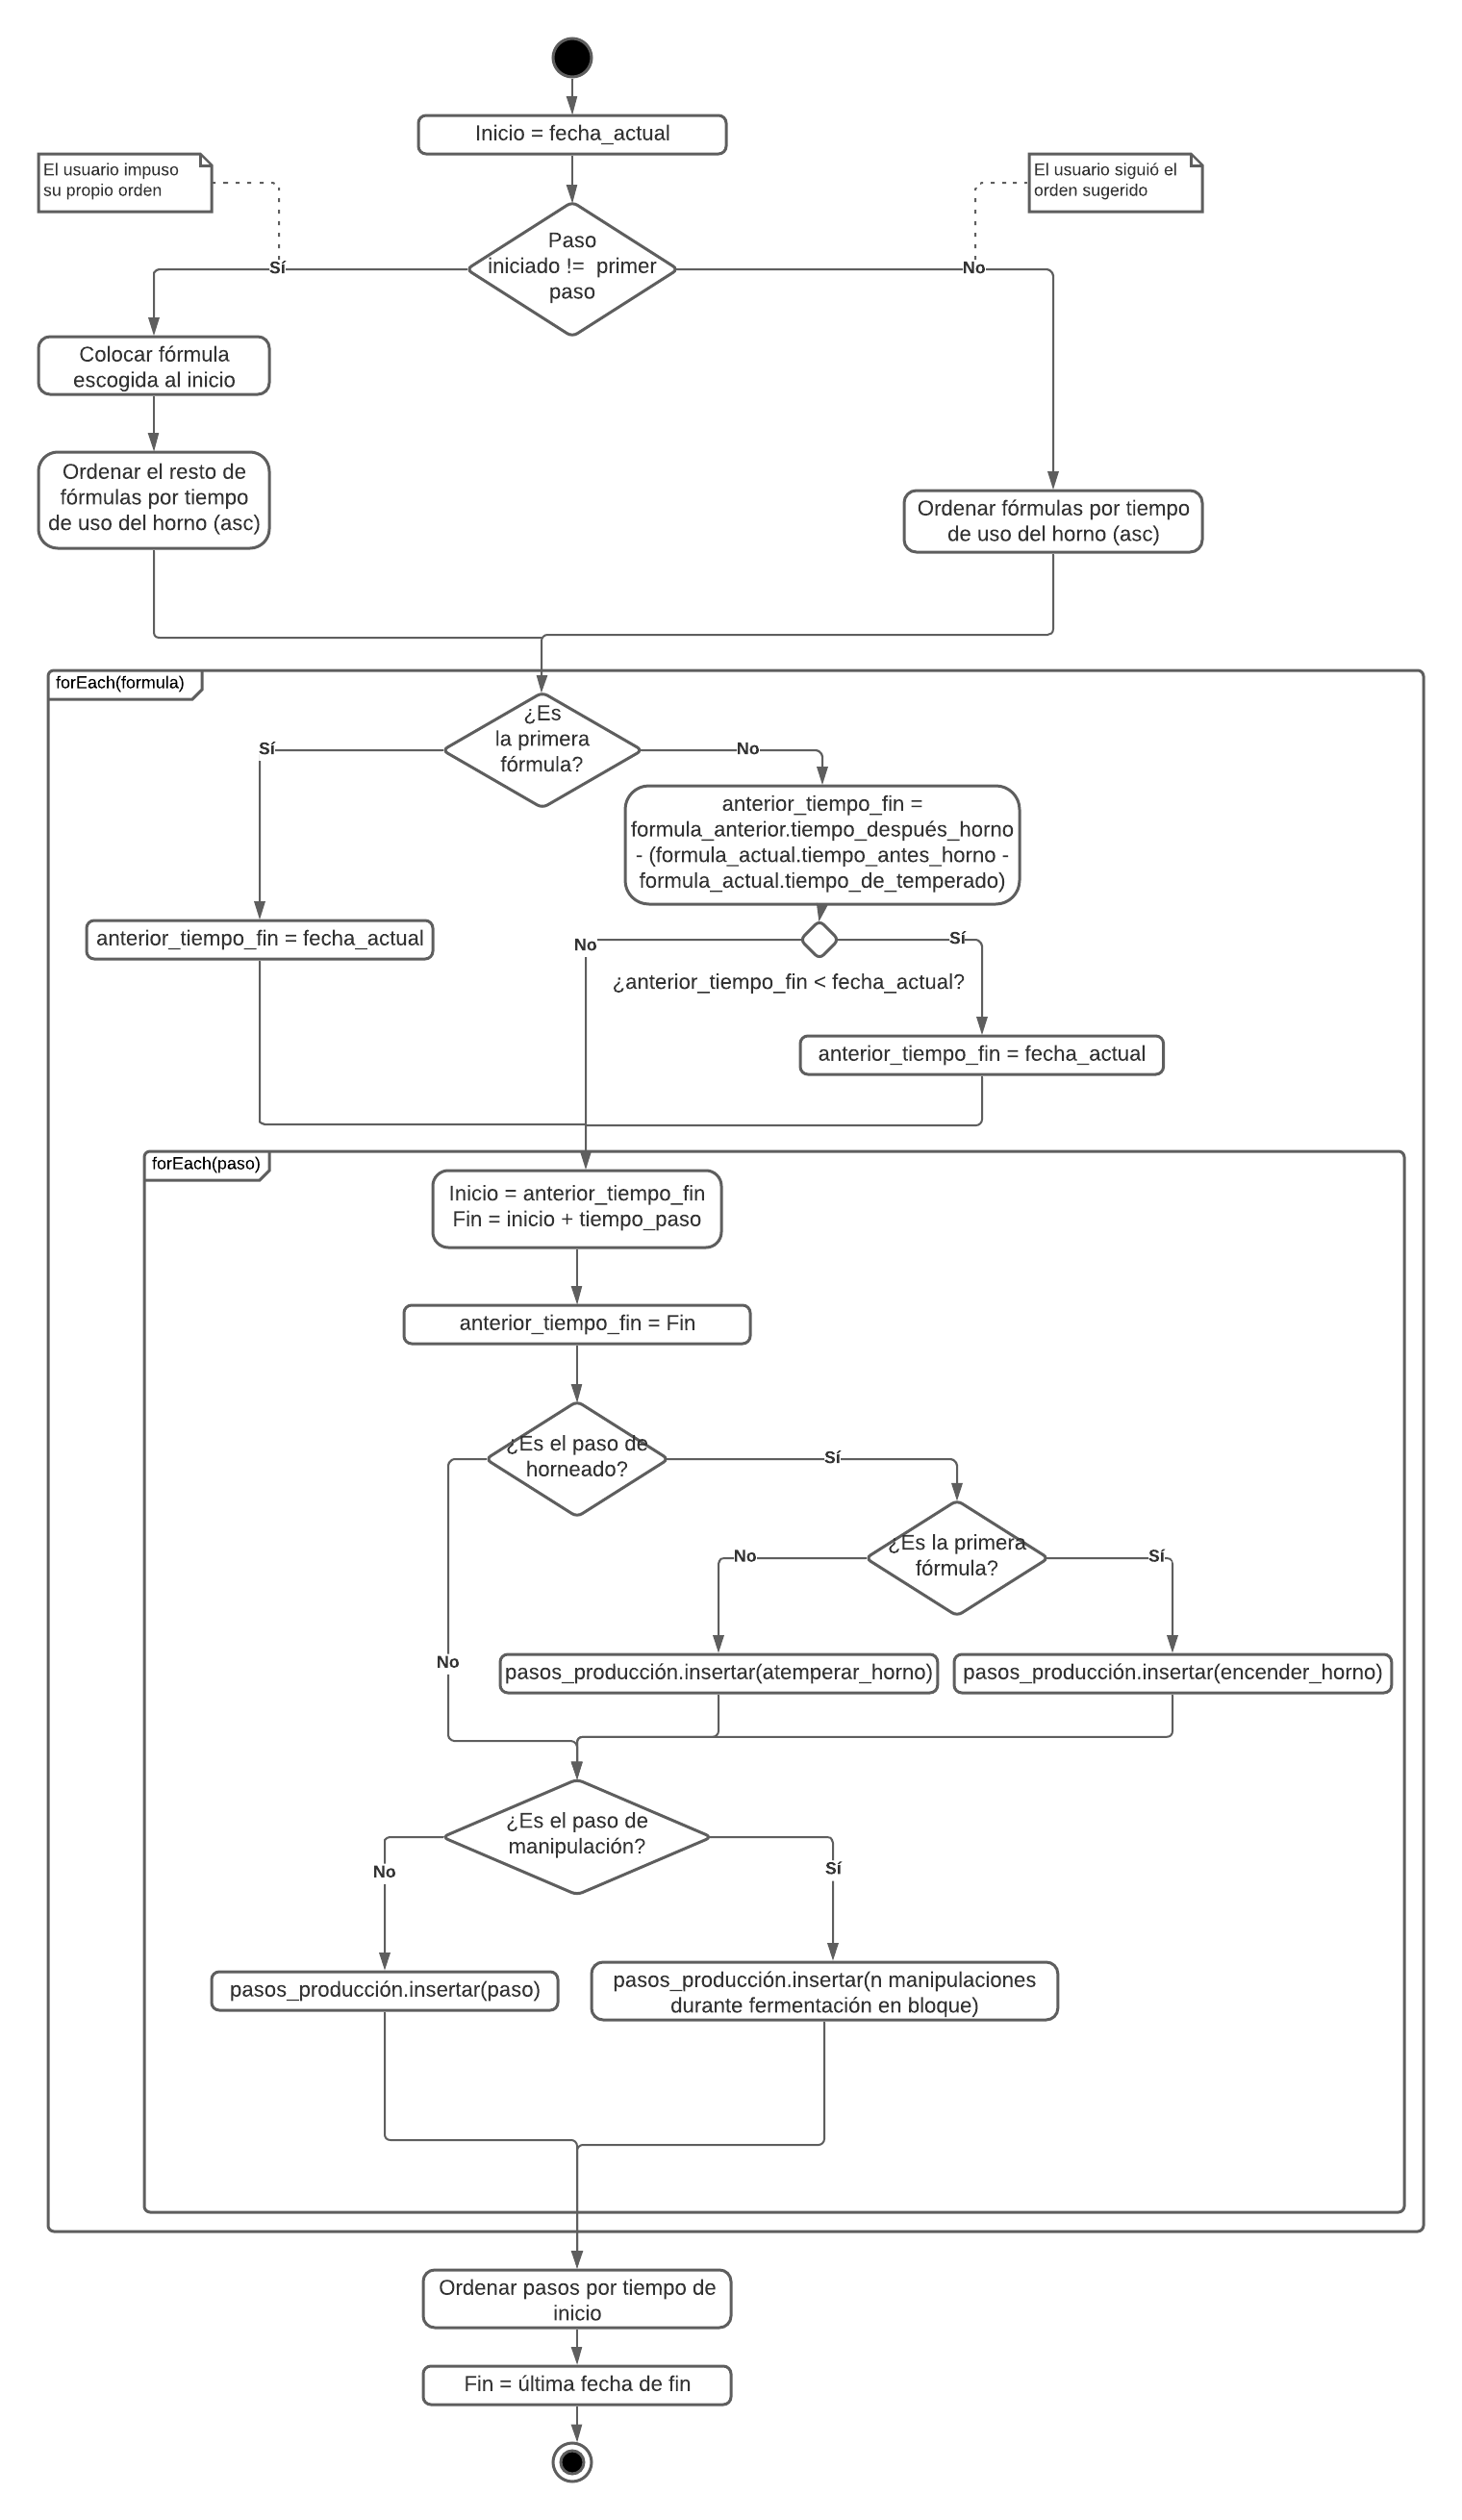 Inicio = fecha_actual
El usuario impuso
su propio orden
El usuario siguió el
orden sugerido
Paso
iniciado != primer
paso
Sí
No
Colocar fórmula
escogida al inicio
Ordenar el resto de
fórmulas por tiempo
de uso del horno (asc)
Ordenar fórmulas por tiempo
de uso del horno (asc)
forEach(formula)
¿Es
la primera
fórmula?
Sí
No
anterior_tiempo_fin =
formula_anterior.tiempo_después_horno
- (formula_actual.tiempo_antes_horno -
formula_actual.tiempo_de_temperado)
anterior_tiempo_fin = fecha_actual
No
Sí
¿anterior_tiempo_fin < fecha_actual?
anterior_tiempo_fin = fecha_actual
forEach(paso)
Inicio = anterior_tiempo_fin
Fin = inicio + tiempo_paso
anterior_tiempo_fin = Fin
¿Es el paso de
horneado?
Sí
¿Es la primera
fórmula?
No
Sí
No
pasos_producción.insertar(atemperar_horno)
pasos_producción.insertar(encender_horno)
¿Es el paso de
manipulación?
No
Sí
pasos_producción.insertar(paso)
pasos_producción.insertar(n manipulaciones
durante fermentación en bloque)
Ordenar pasos por tiempo de
inicio
Fin = última fecha de fin